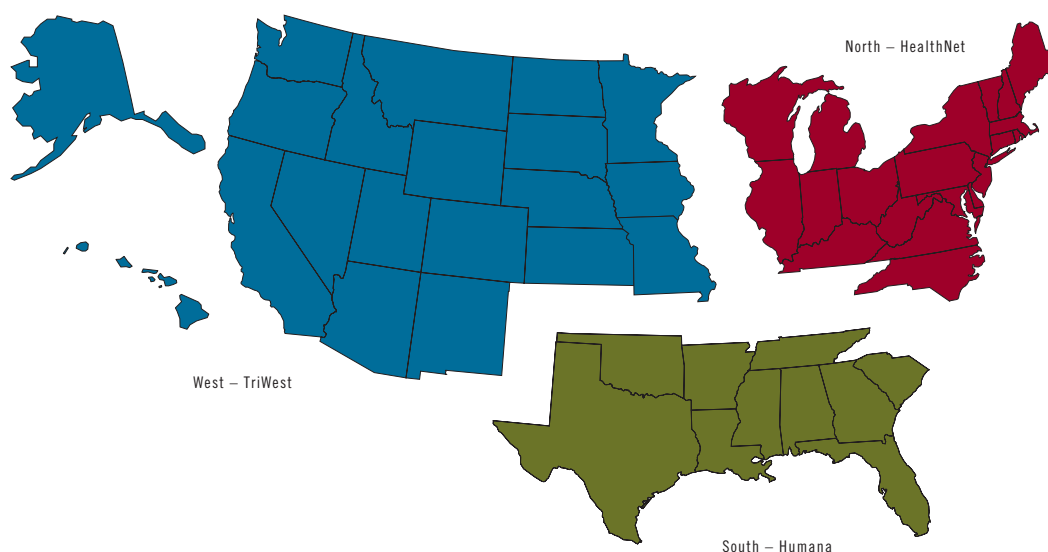 North – HealthNet
West – TriWest
South – Humana